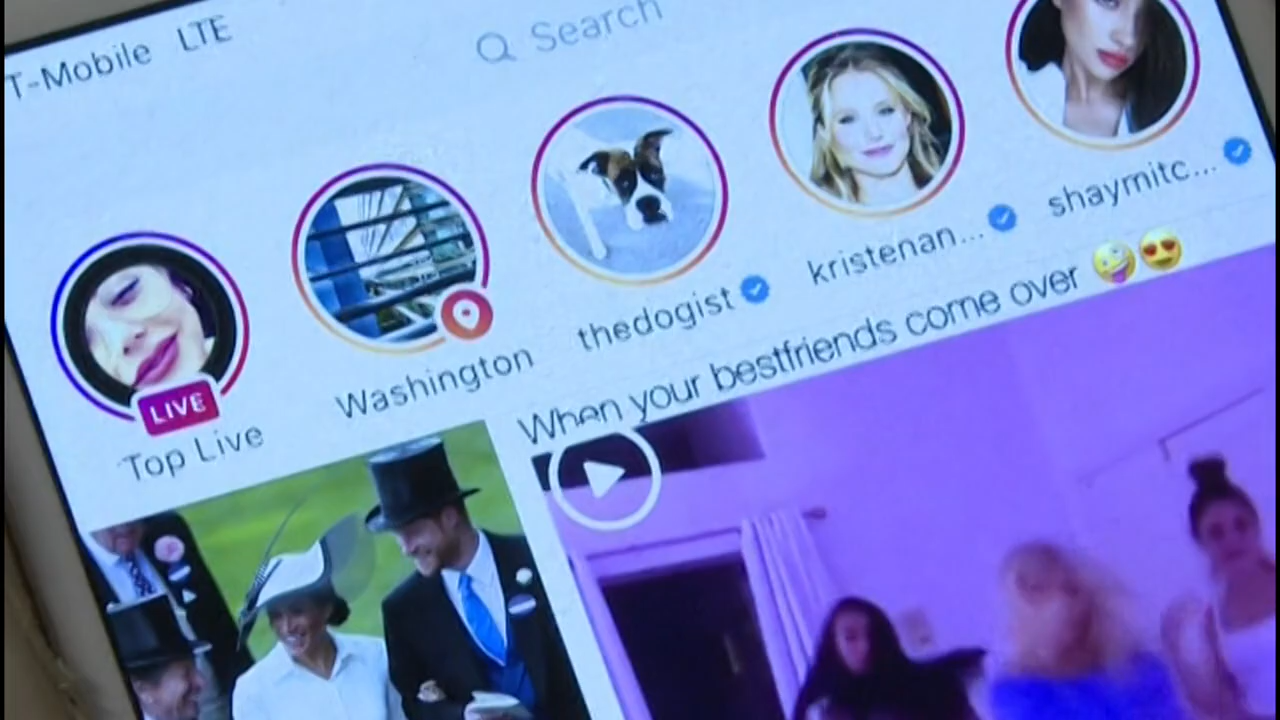 T-Mobile LTE
Search
LIVE
Top Live
Washington
thedogist
kristenan...
shaymitc...
When your bestfriends come over 🤪😍